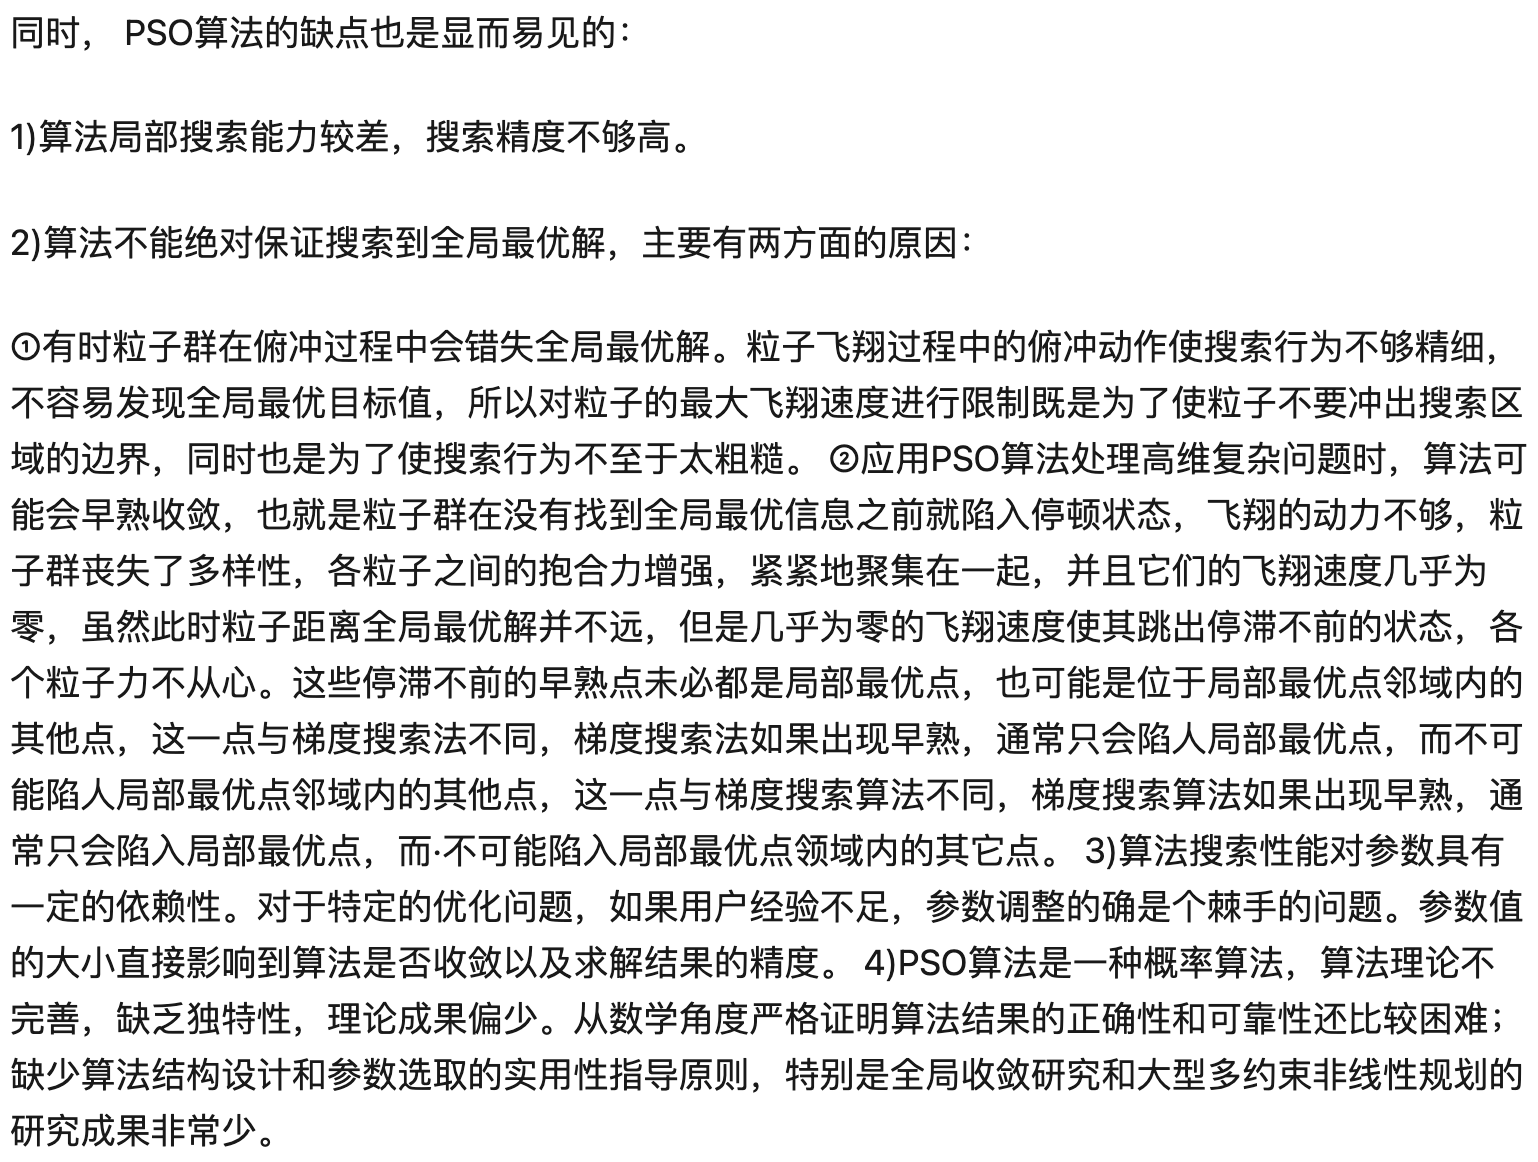 同时， PSO算法的缺点也是显而易见的：
1)算法局部搜索能力较差，搜索精度不够高。
2)算法不能绝对保证搜索到全局最优解，主要有两方面的原因：
①有时粒子群在俯冲过程中会错失全局最优解。粒子飞翔过程中的俯冲动作使搜索行为不够精细，
不容易发现全局最优目标值，所以对粒子的最大飞翔速度进行限制既是为了使粒子不要冲出搜索区
域的边界，同时也是为了使搜索行为不至于太粗糙。 ②应用PSO算法处理高维复杂问题时，算法可
能会早熟收敛，也就是粒子群在没有找到全局最优信息之前就陷入停顿状态，飞翔的动力不够，粒
子群丧失了多样性，各粒子之间的抱合力增强，紧紧地聚集在一起，并且它们的飞翔速度几乎为
零，虽然此时粒子距离全局最优解并不远，但是几乎为零的飞翔速度使其跳出停滞不前的状态，各
个粒子力不从心。这些停滞不前的早熟点未必都是局部最优点，也可能是位于局部最优点邻域内的
其他点，这一点与梯度搜索法不同，梯度搜索法如果出现早熟，通常只会陷人局部最优点，而不可
能陷人局部最优点邻域内的其他点，这一点与梯度搜索算法不同，梯度搜索算法如果出现早熟，通
常只会陷入局部最优点，而·不可能陷入局部最优点领域内的其它点。 3)算法搜索性能对参数具有
一定的依赖性。对于特定的优化问题，如果用户经验不足，参数调整的确是个棘手的问题。参数值
的大小直接影响到算法是否收敛以及求解结果的精度。 4)PSO算法是一种概率算法，算法理论不
完善，缺乏独特性，理论成果偏少。从数学角度严格证明算法结果的正确性和可靠性还比较困难；
缺少算法结构设计和参数选取的实用性指导原则，特别是全局收敛研究和大型多约束非线性规划的
研究成果非常少。